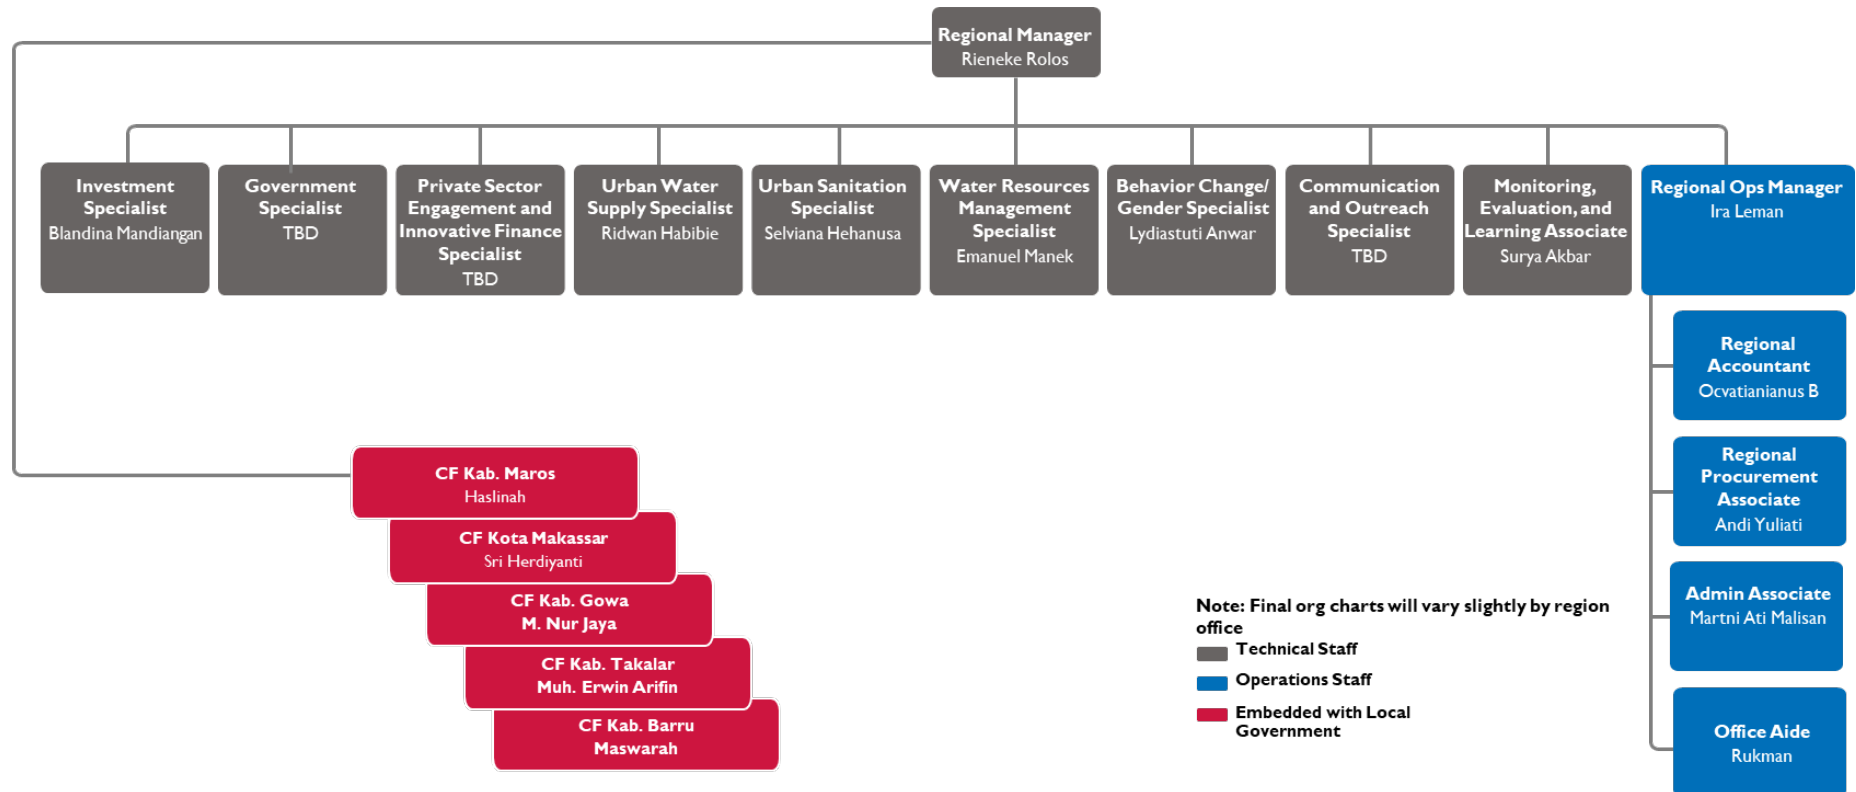 Regional Manager
Rieneke Rolos
Investment
Specialist
Blandina Mandiangan
Government
Specialist
TBD
Private Sector
Engagement and
Innovative Finance
Specialist
TBD
Urban Water
Supply Specialist
Ridwan Habibie
Urban Sanitation
Specialist
Selviana Hehanusa
Water Resources
Management
Specialist
Emanuel Manek
Behavior Change/
Gender Specialist
Lydiastuti Anwar
Communication
and Outreach
Specialist
TBD
Monitoring,
Evaluation, and
Learning Associate
Surya Akbar
Regional Ops Manager
Ira Leman
Regional
Accountant
Ocvatianianus B
Regional
Procurement
Associate
Andi Yuliati
Admin Associate
Martni Ati Malisan
Office Aide
Rukman
CF Kab. Maros
Haslinah
CF Kota Makassar
Sri Herdiyanti
CF Kab. Gowa
M. Nur Jaya
CF Kab. Takalar
Muh. Erwin Arifin
CF Kab. Barru
Maswarah
Note: Final org charts will vary slightly by region
office
Technical Staff
Operations Staff
Embedded with Local
Government